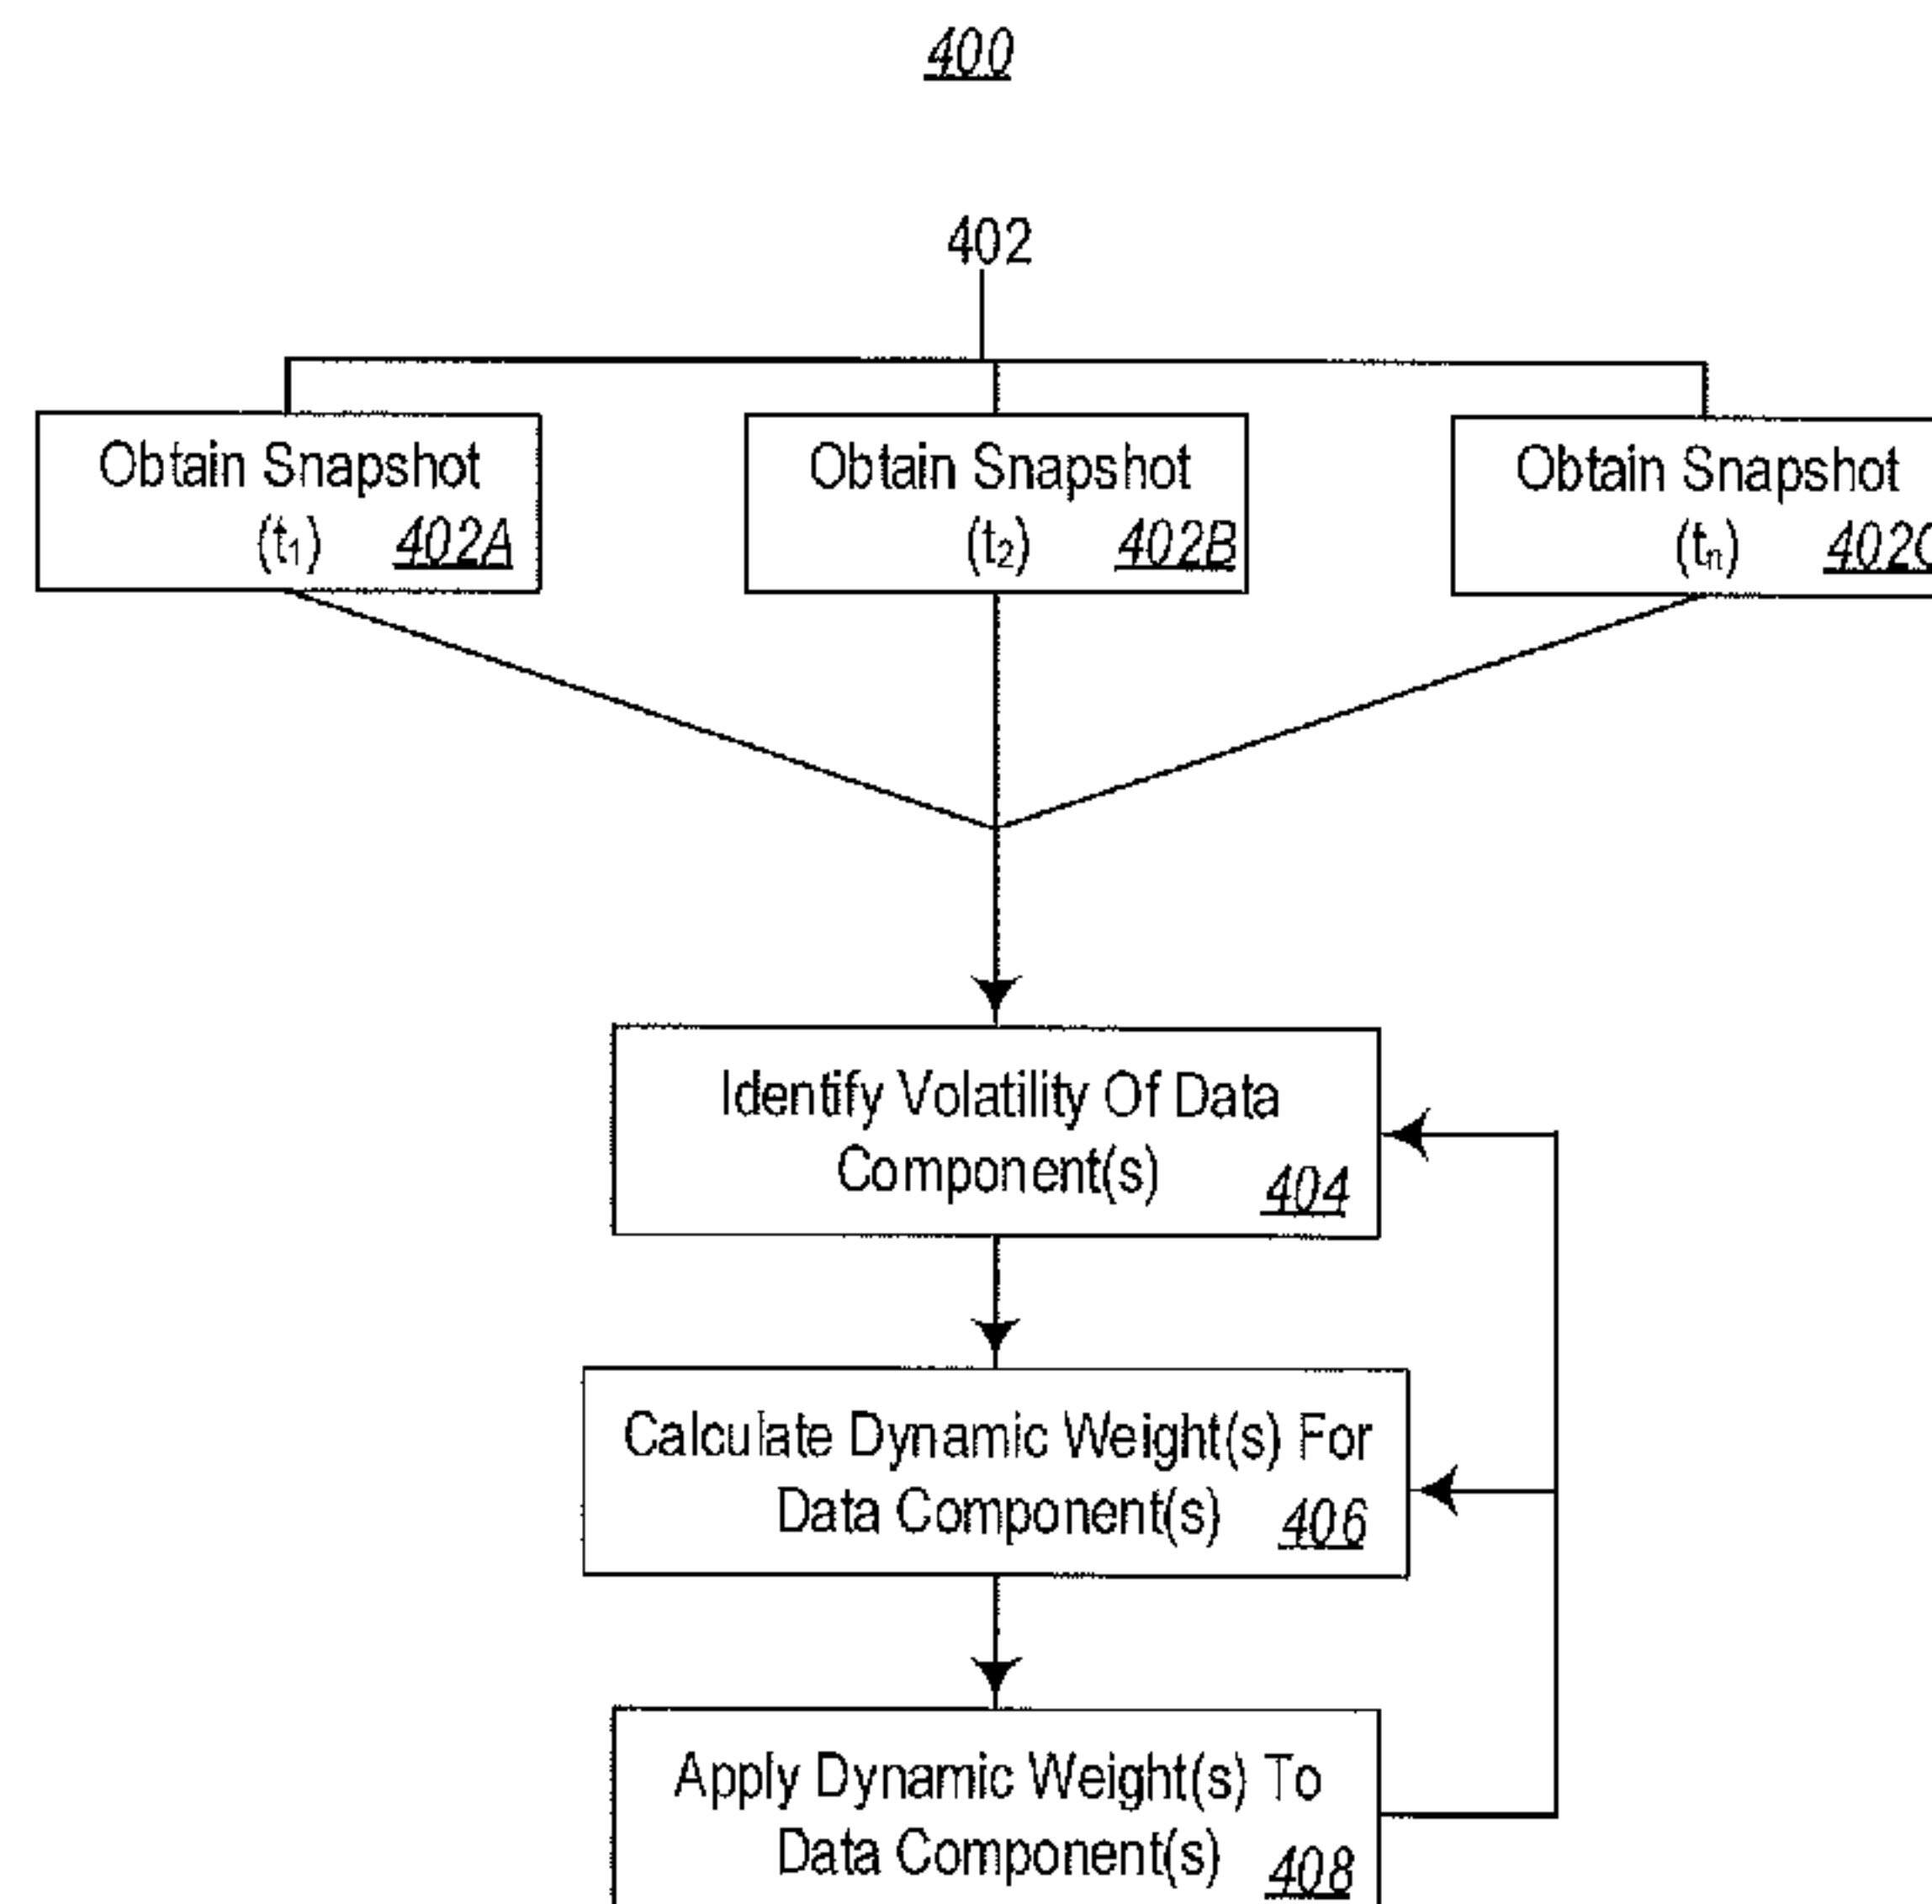 400
402
Obtain Snapshot
(t₁) 402A
Obtain Snapshot
(t₂) 402B
Obtain Snapshot
(tₙ) 402C
Identify Volatility Of Data
Component(s)
404
Calculate Dynamic Weight(s) For
Data Component(s) 406
Apply Dynamic Weight(s) To
Data Component(s) 408